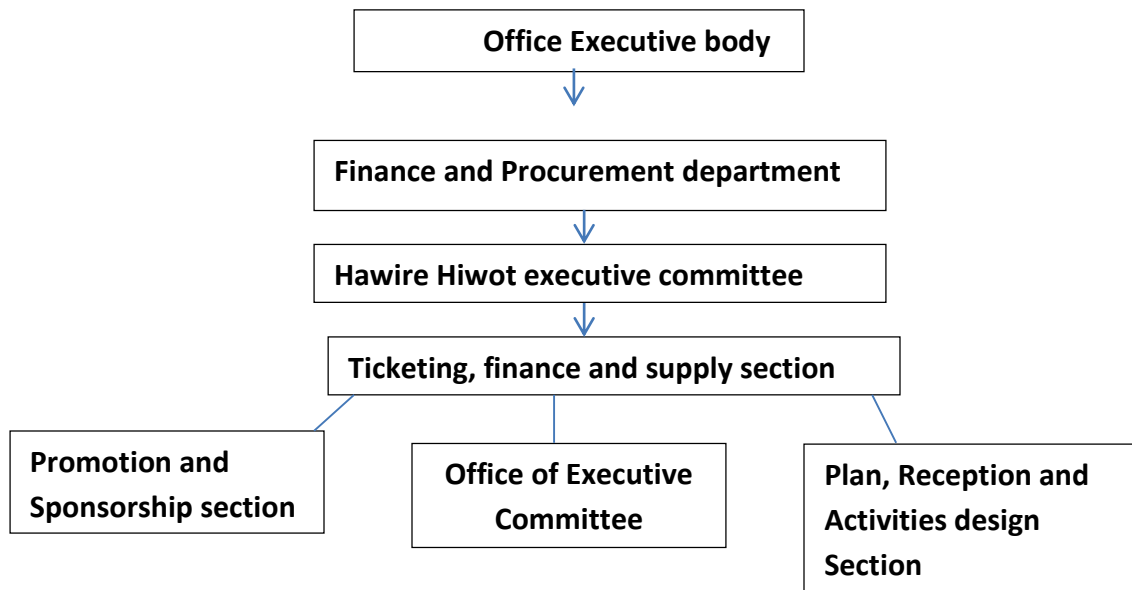 Office Executive body
Finance and Procurement department
Hawire Hiwot executive committee
Ticketing, finance and supply section
Promotion and
Sponsorship section
Office of Executive
Committee
Plan, Reception and
Activities design
Section